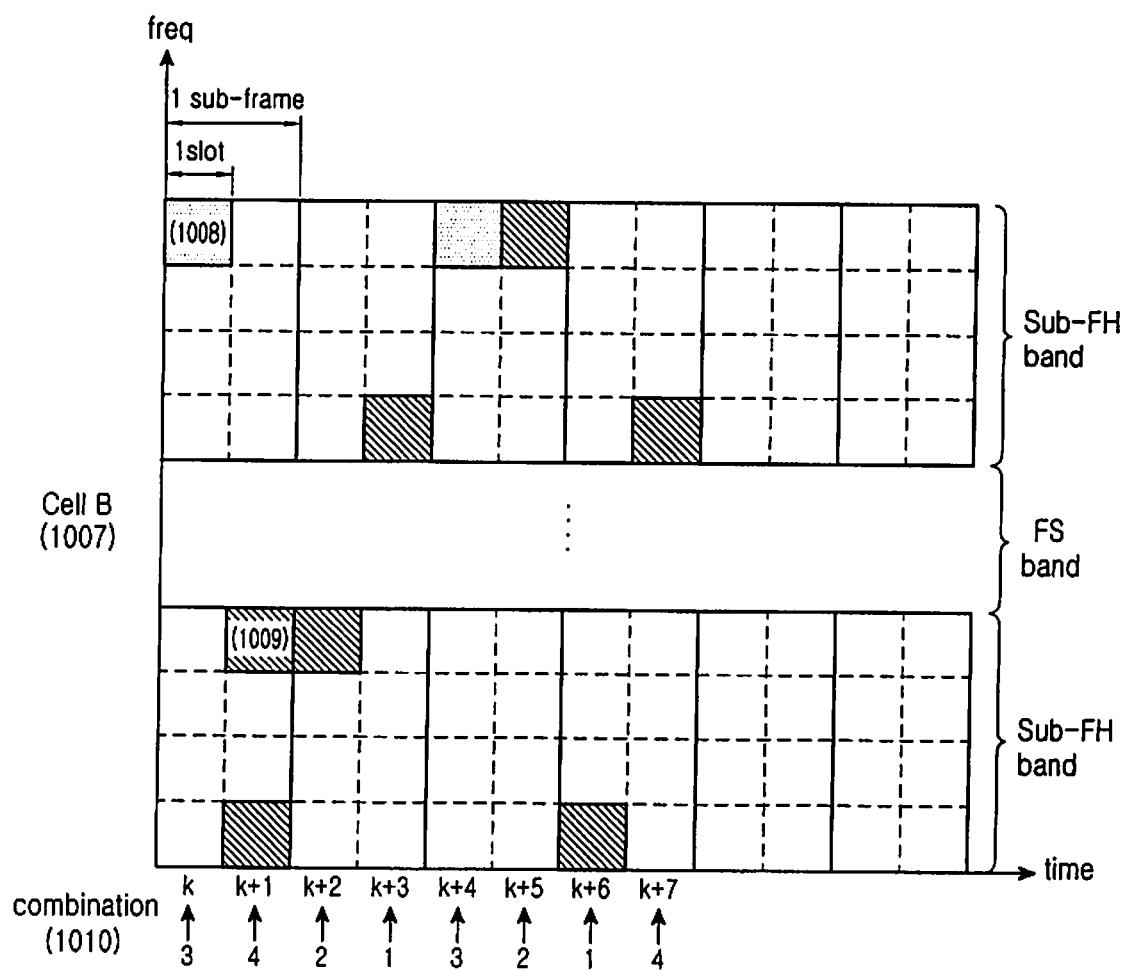 freq
1 sub-frame
1slot
(1008)
Sub-FH
band
Cell B
(1007)
FS
band
(1009)
Sub-FH
band
time
k k+1 k+2 k+3 k+4 k+5 k+6 k+7
combination
(1010)
3 4 2 1 3 2 1 4